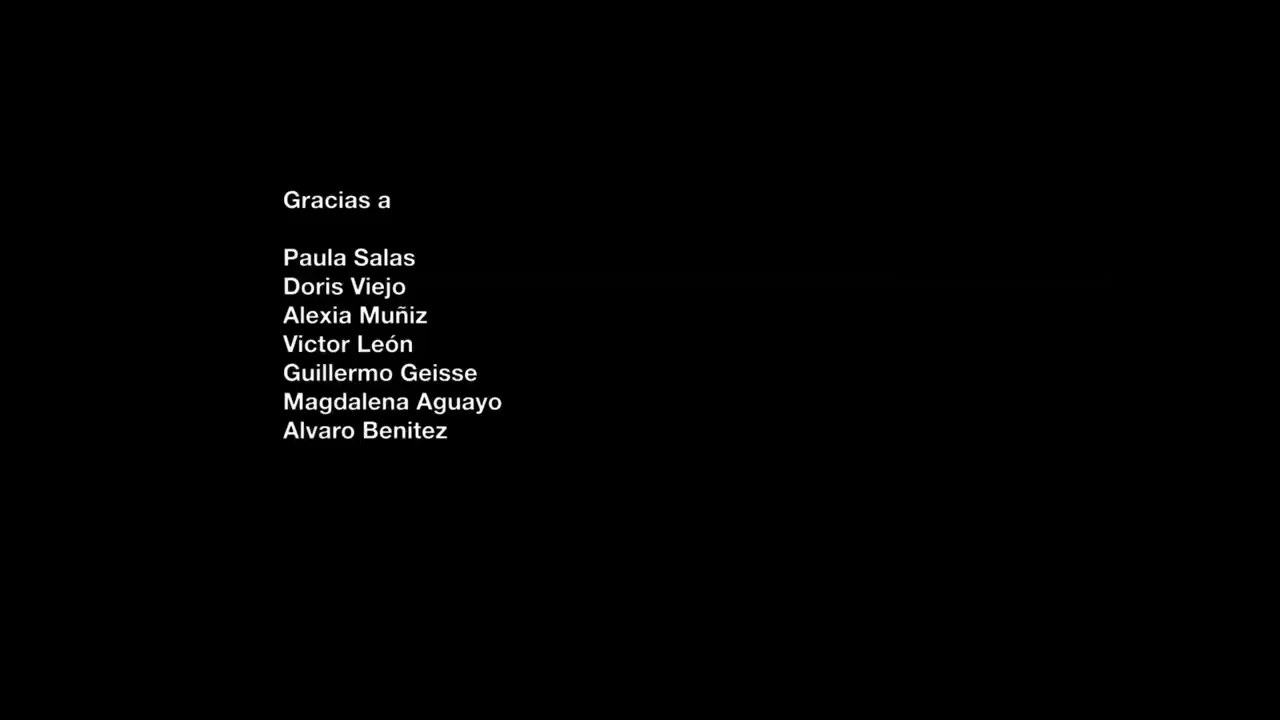 Gracias a
Paula Salas
Doris Viejo
Alexia Muñiz
Victor León
Guillermo Geisse
Magdalena Aguayo
Alvaro Benitez